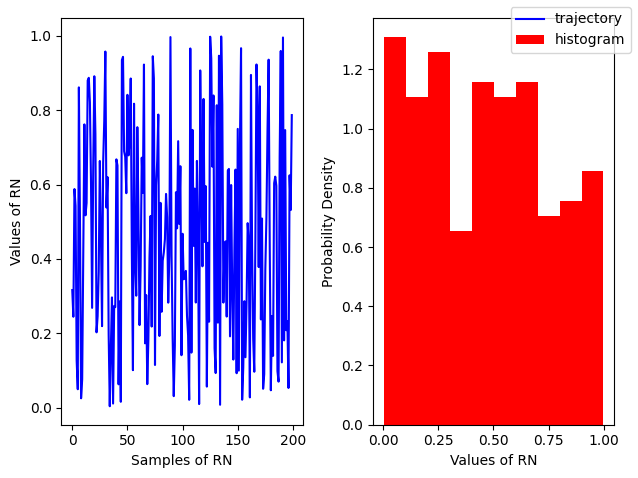 trajectory
histogram
1.0
0.8
0.6
0.4
0.2
0.0
Values of RN
0 50 100 150 200
Samples of RN
1.2
1.0
0.8
0.6
0.4
0.2
0.0
Probability Density
0.00 0.25 0.50 0.75 1.00
Values of RN